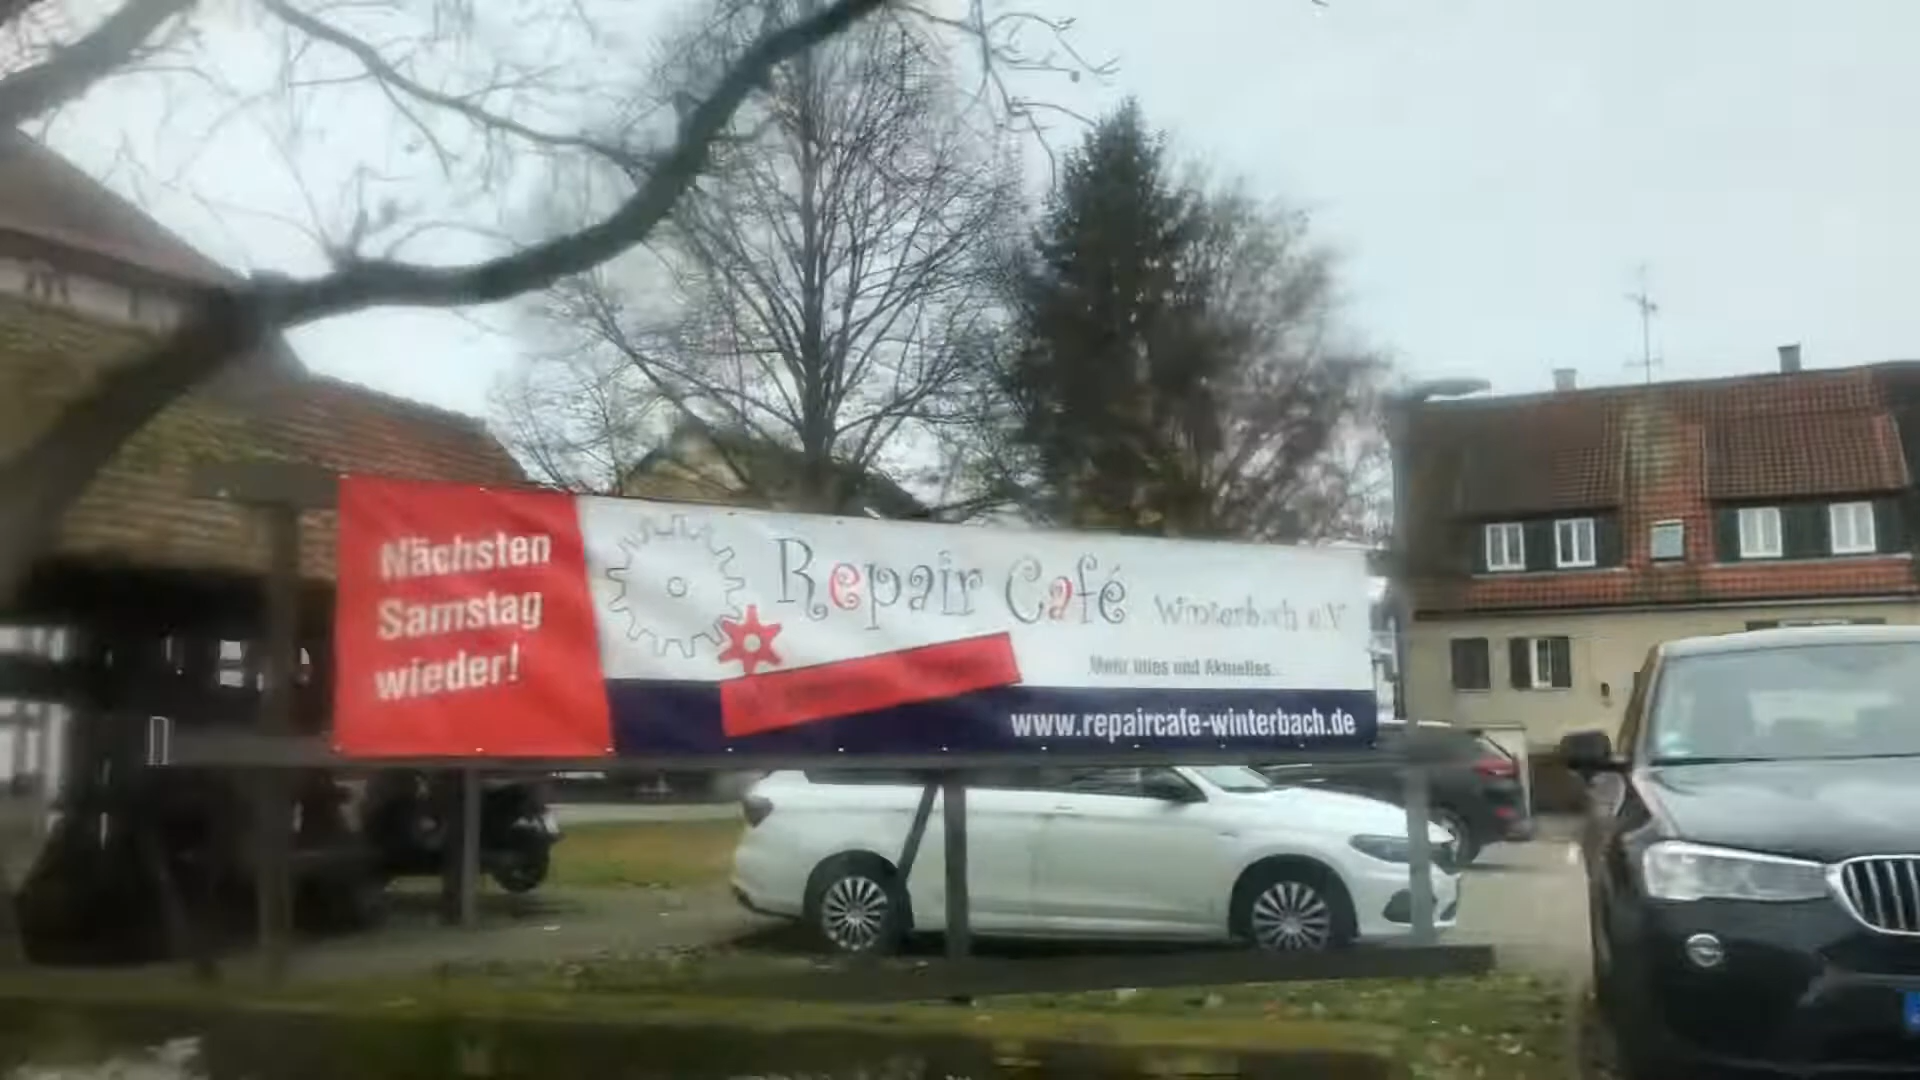 Nächsten
Samstag
wieder!
Repair Café Winterbach e.V.
Mehr Infos und Aktuelles...
www.repaircafe-winterbach.de